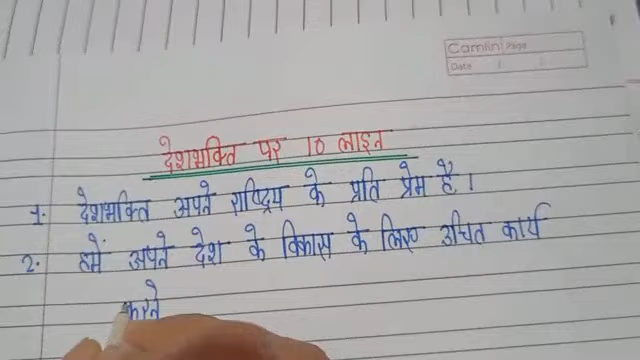 Camlin Page
Date
देशभक्ति पर 10 लाइन
1. देशभक्ति अपने राष्ट्रिय के प्रति प्रेम है।
2. हमें अपने देश के विकास के लिए उचित कार्य
करने